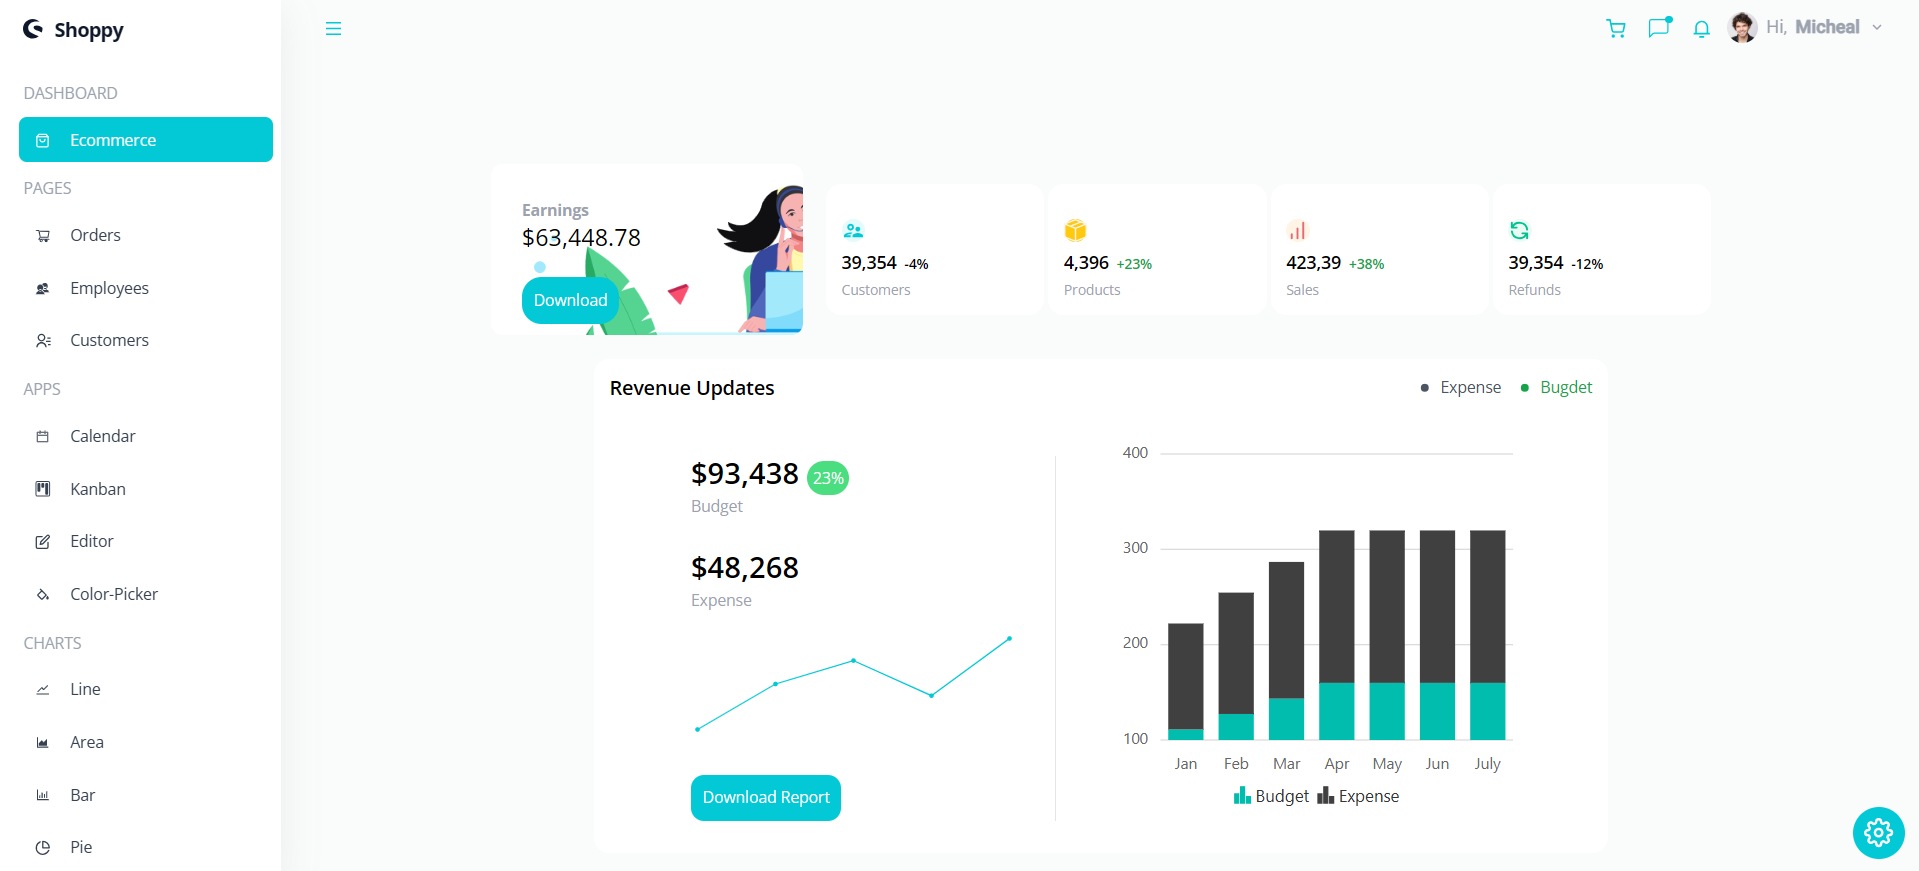 Shoppy
Hi, Micheal
DASHBOARD
Ecommerce
PAGES
Orders
Employees
Customers
APPS
Calendar
Kanban
Editor
Color-Picker
CHARTS
Line
Area
Bar
Pie
Earnings
$63,448.78
Download
39,354 -4%
Customers
4,396 +23%
Products
423,39 +38%
Sales
39,354 -12%
Refunds
Revenue Updates
Expense
Bugdet
$93,438 23%
Budget
$48,268
Expense
Download Report
400
300
200
100
Jan Feb Mar Apr May Jun July
Budget Expense